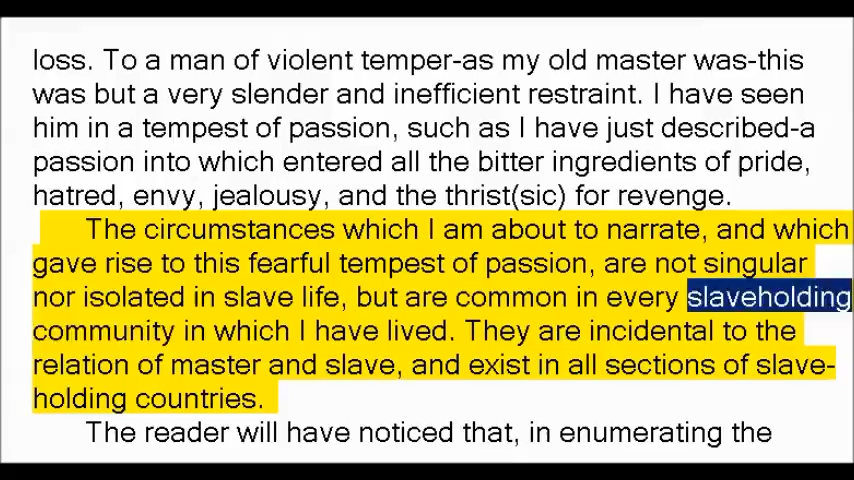 loss. To a man of violent temper-as my old master was-this
was but a very slender and inefficient restraint. I have seen
him in a tempest of passion, such as I have just described-a
passion into which entered all the bitter ingredients of pride,
hatred, envy, jealousy, and the thrist(sic) for revenge.
The circumstances which I am about to narrate, and which
gave rise to this fearful tempest of passion, are not singular
nor isolated in slave life, but are common in every slaveholding
community in which I have lived. They are incidental to the
relation of master and slave, and exist in all sections of slave-
holding countries.
The reader will have noticed that, in enumerating the